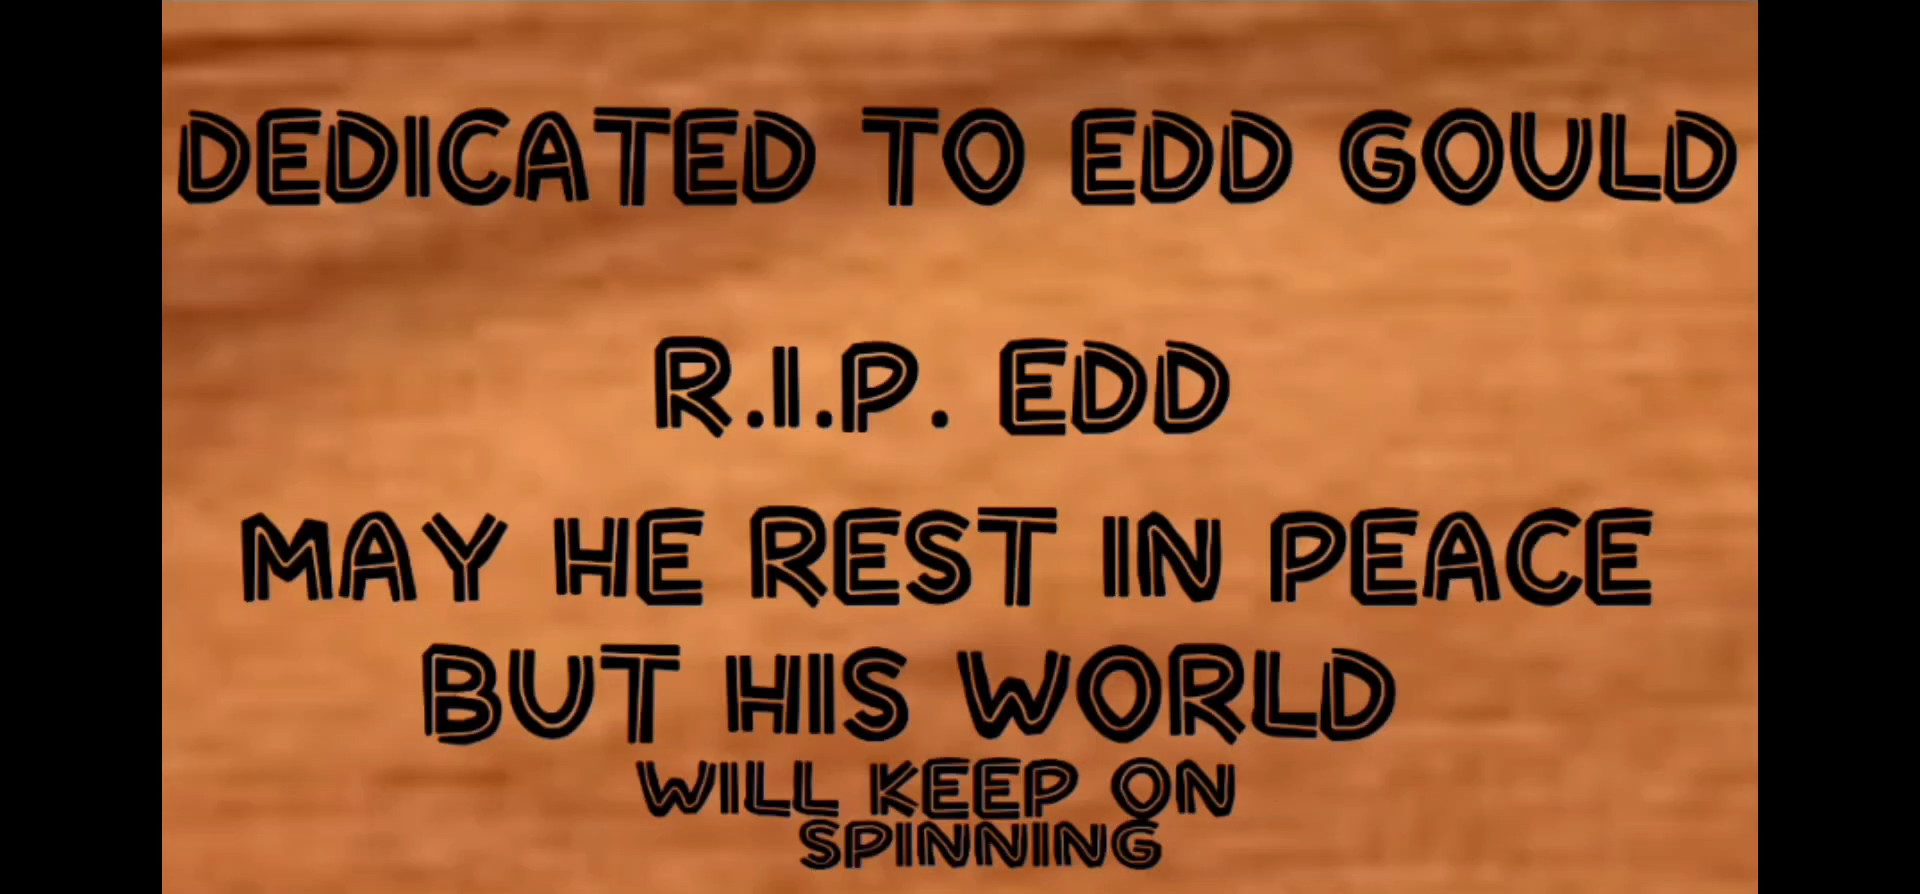 DEDICATED TO EDD GOULD
R.I.P. EDD
MAY HE REST IN PEACE
BUT HIS WORLD
WILL KEEP ON
SPINNING